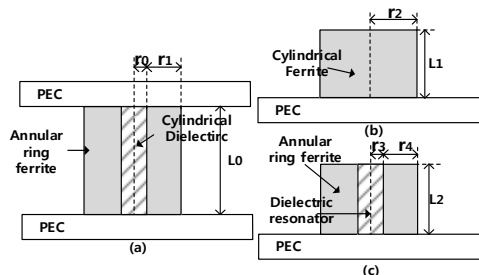 r0 r1
PEC
Annular
ring
ferrite
Cylindrical
Dielectirc
L0
PEC
(a)
r2
Cylindrical
Ferrite
L1
PEC
(b)
Annular
ring ferrite
r3 r4
Dielectric
resonator
L2
PEC
(c)